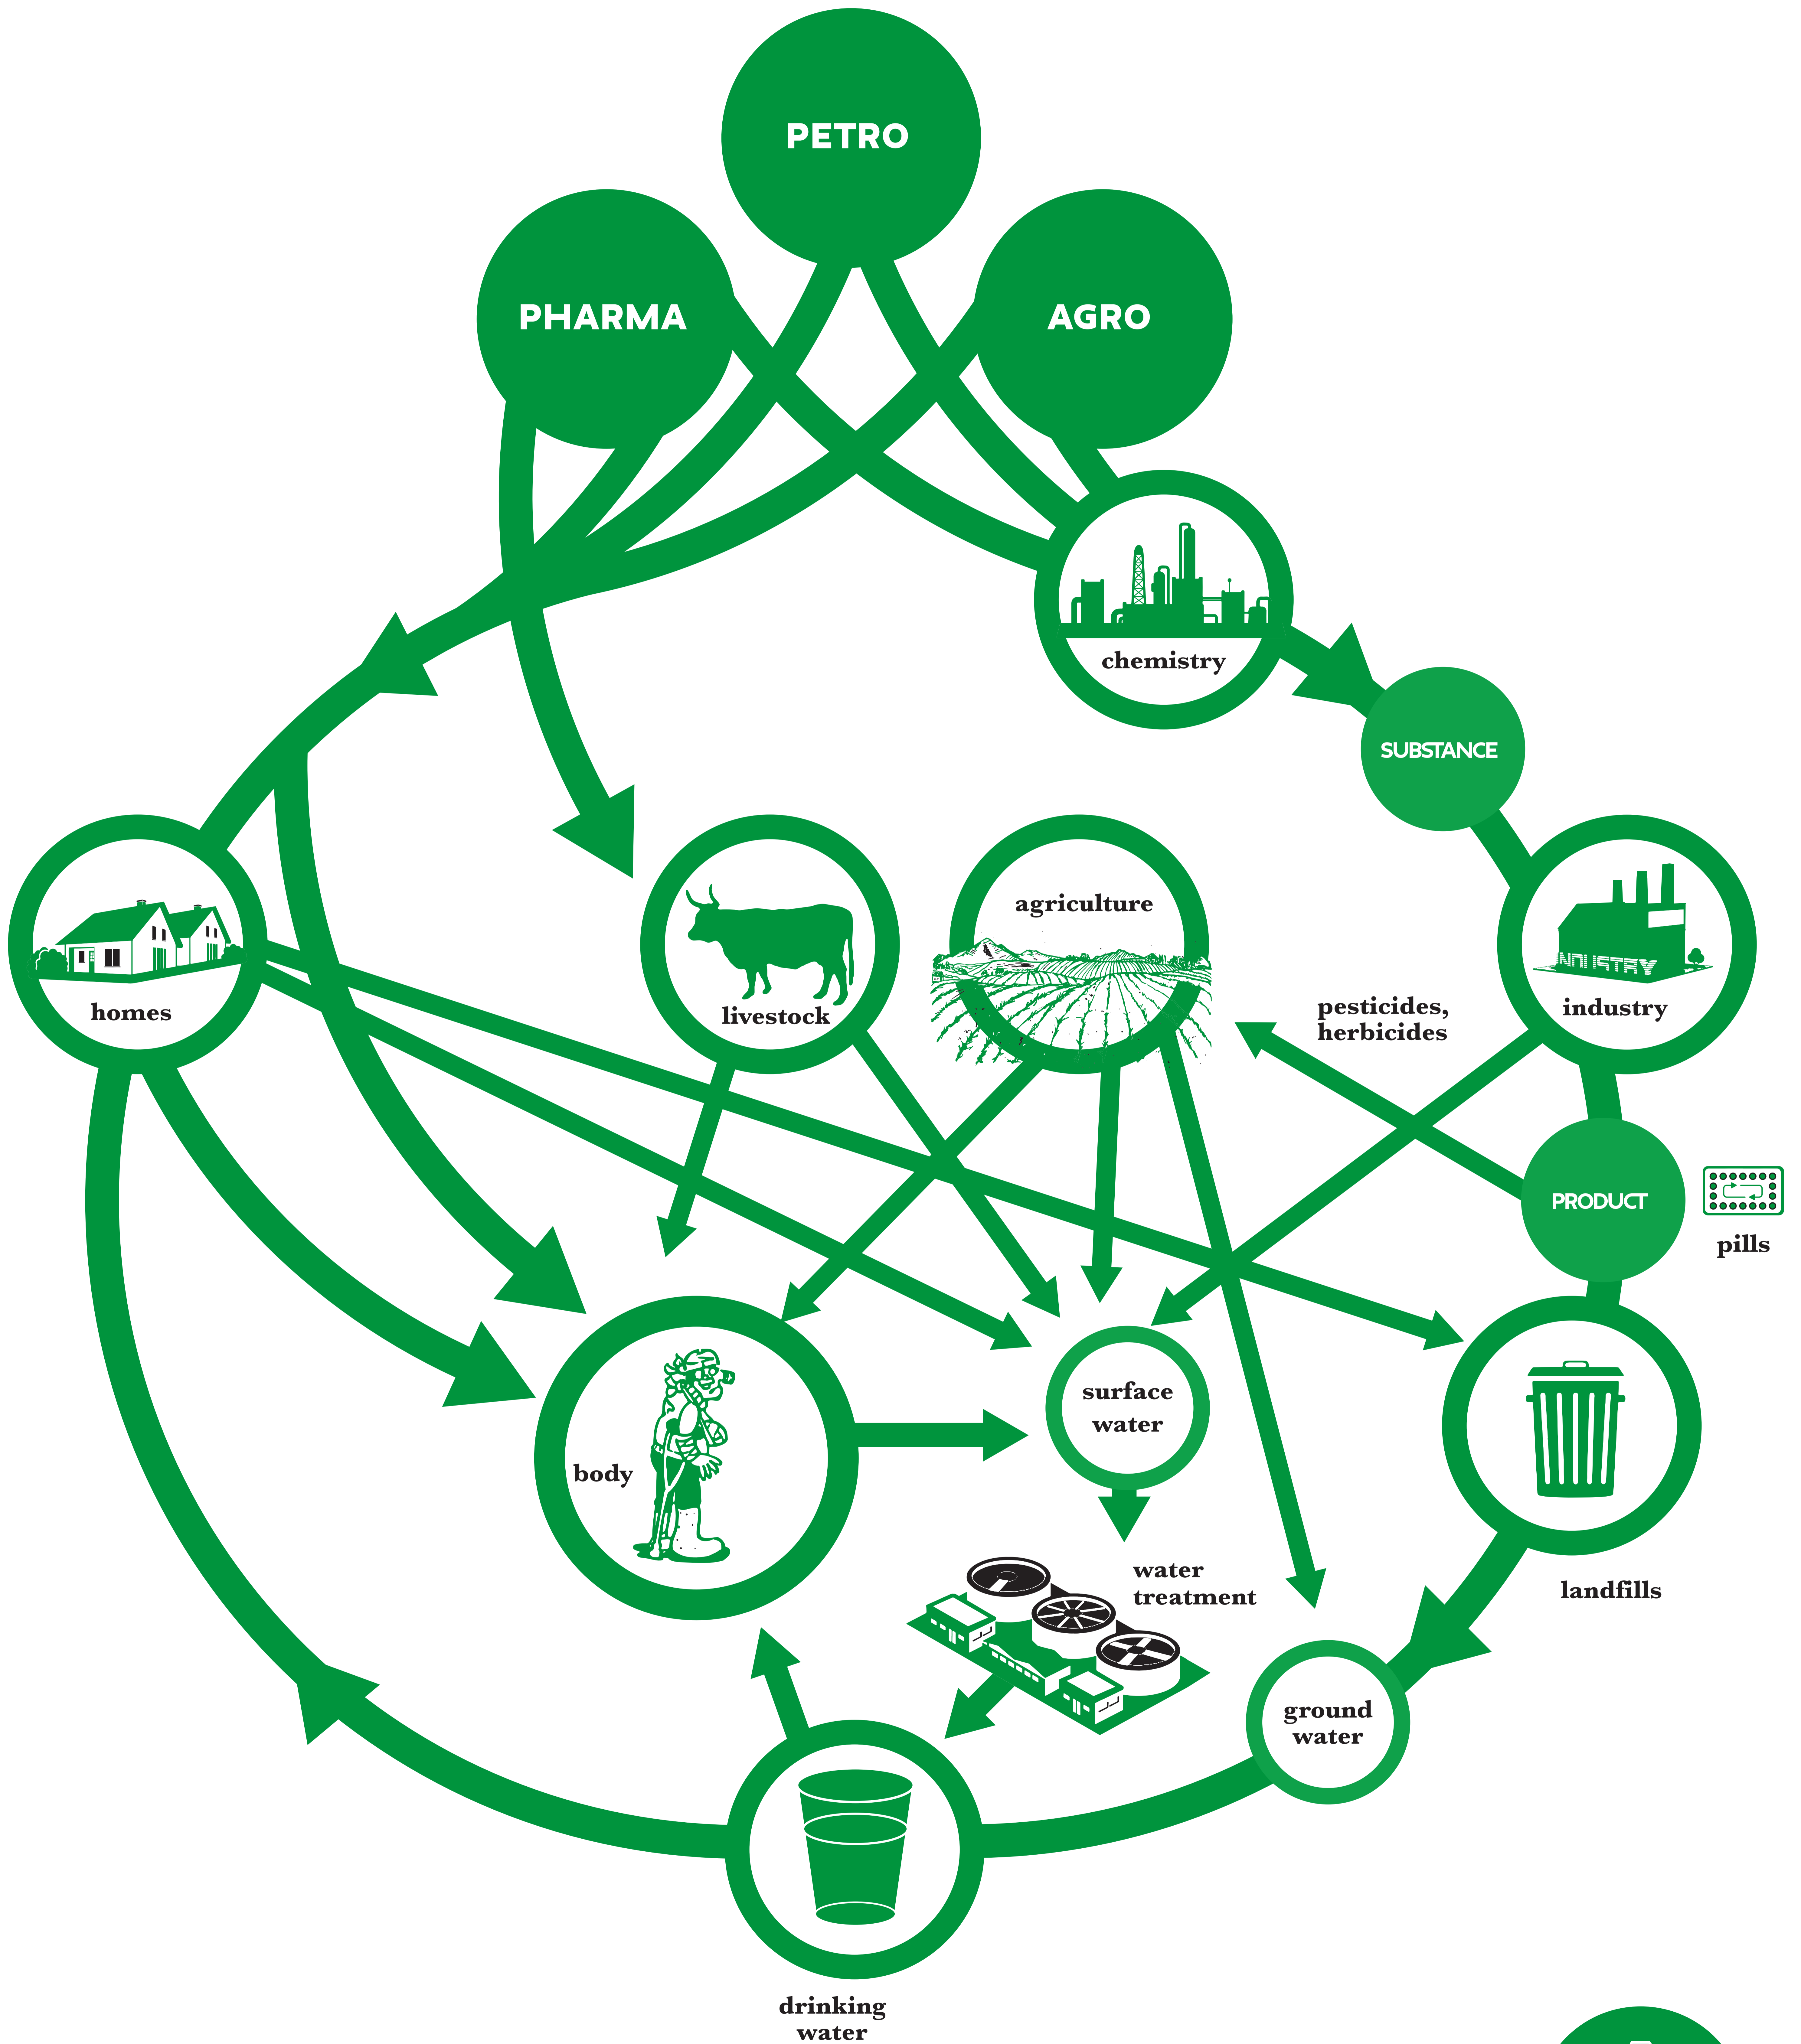 PETRO
PHARMA
AGRO
chemistry
SUBSTANCE
homes
livestock
agriculture
INDUSTRY
industry
pesticides,
herbicides
PRODUCT
pills
body
surface
water
water
treatment
landfills
ground
water
drinking
water